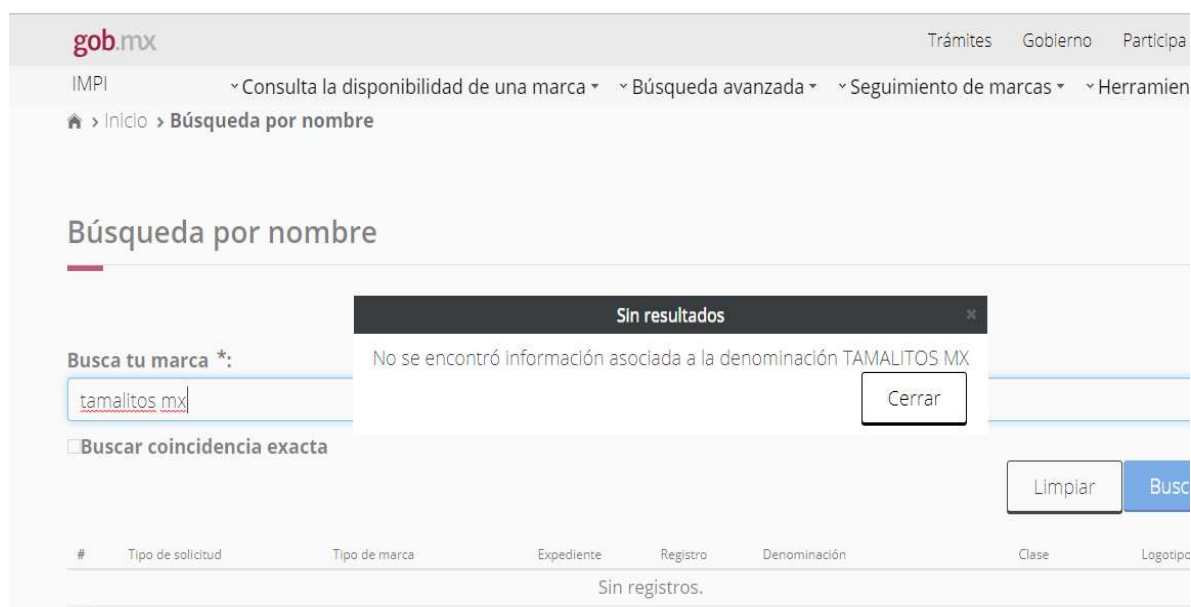 gob.mx Trámites Gobierno Participa
IMPI Consulta la disponibilidad de una marca Búsqueda avanzada Seguimiento de marcas Herramien
> Inicio > Búsqueda por nombre
Búsqueda por nombre
Sin resultados ×
No se encontró información asociada a la denominación TAMALITOS MX
Cerrar
Busca tu marca *:
tamalitos mx
Buscar coincidencia exacta
Limpiar Busc
# Tipo de solicitud Tipo de marca Expediente Registro Denominación Clase Logotipo
Sin registros.